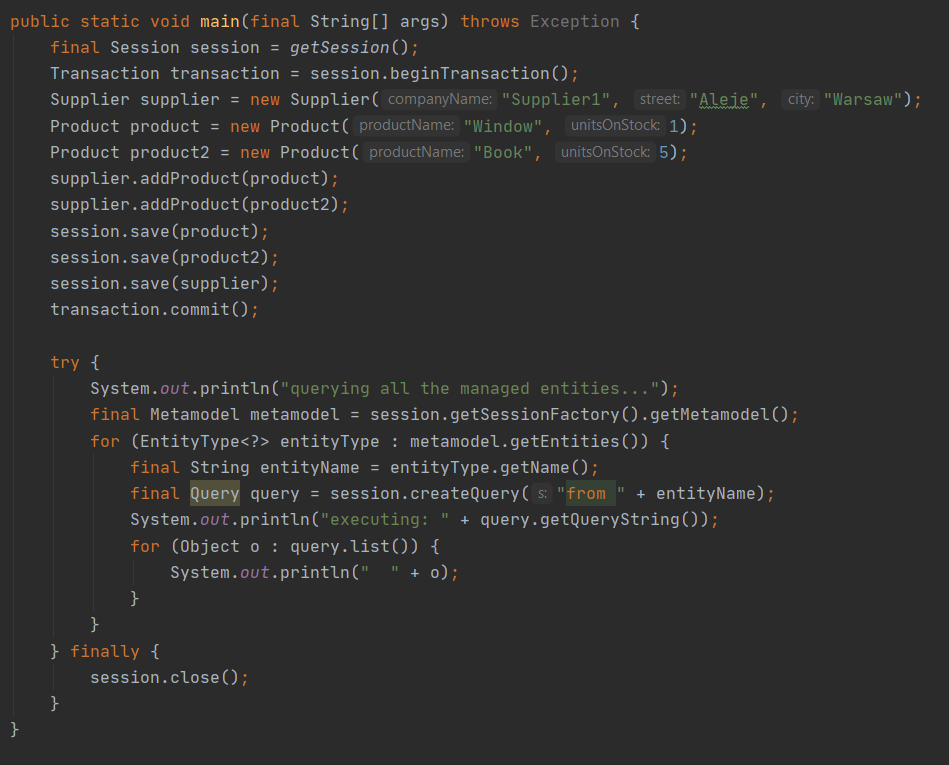 public static void main(final String[] args) throws Exception {
    final Session session = getSession();
    Transaction transaction = session.beginTransaction();
    Supplier supplier = new Supplier( companyName: "Supplier1", street: "Aleje", city: "Warsaw");
    Product product = new Product( productName: "Window", unitsOnStock: 1);
    Product product2 = new Product( productName: "Book", unitsOnStock: 5);
    supplier.addProduct(product);
    supplier.addProduct(product2);
    session.save(product);
    session.save(product2);
    session.save(supplier);
    transaction.commit();

    try {
        System.out.println("querying all the managed entities...");
        final Metamodel metamodel = session.getSessionFactory().getMetamodel();
        for (EntityType<?> entityType : metamodel.getEntities()) {
            final String entityName = entityType.getName();
            final Query query = session.createQuery( s: "from " + entityName);
            System.out.println("executing: " + query.getQueryString());
            for (Object o : query.list()) {
                System.out.println("  " + o);
            }
        }
    } finally {
        session.close();
    }
}